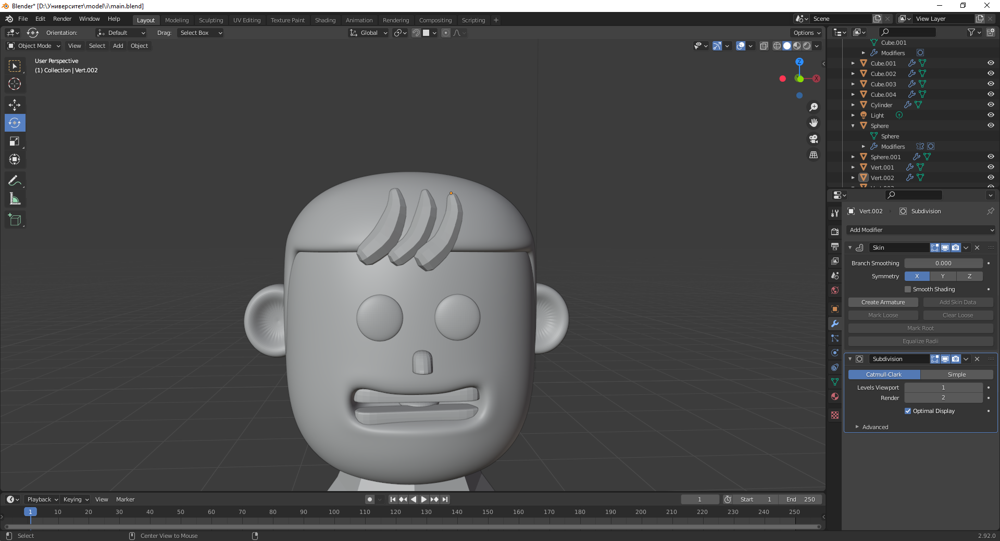 Blender* [D:\Университет\model\i\main.blend]
File Edit Render Window Help
Layout Modeling Sculpting UV Editing Texture Paint Shading Animation Rendering Compositing Scripting +
Scene
View Layer
Orientation: Default Drag: Select Box
Global
Options
Object Mode View Select Add Object
User Perspective
(1) Collection | Vert.002
Z
X
Cube.001
Modifiers
Cube.001
Cube.002
Cube.003
Cube.004
Cylinder
Light
Sphere
Sphere
Modifiers
Sphere.001
Vert.001
Vert.002
Vert.002 Subdivision
Add Modifier
Skin
Branch Smoothing 0.000
Symmetry X Y Z
Smooth Shading
Create Armature Add Skin Data
Mark Loose Clear Loose
Mark Root
Equalize Radii
Subdivision
Catmull-Clark Simple
Levels Viewport 1
Render 2
Optimal Display
Advanced
Playback Keying View Marker
1 Start 1 End 250
1 10 20 30 40 50 60 70 80 90 100 110 120 130 140 150 160 170 180 190 200 210 220 230 240 250
Select Center View to Mouse
2.92.0